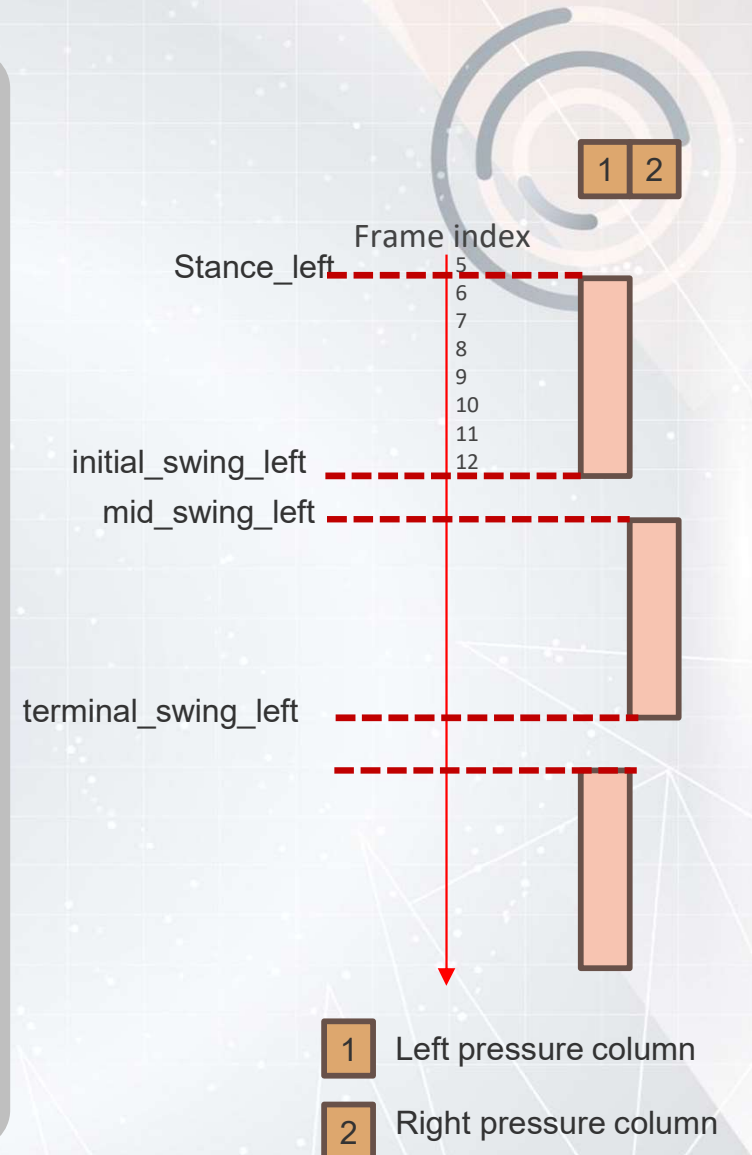 1 2
Frame index
Stance_left
5
6
7
8
9
10
11
12
initial_swing_left
mid_swing_left
terminal_swing_left
1 Left pressure column
2 Right pressure column